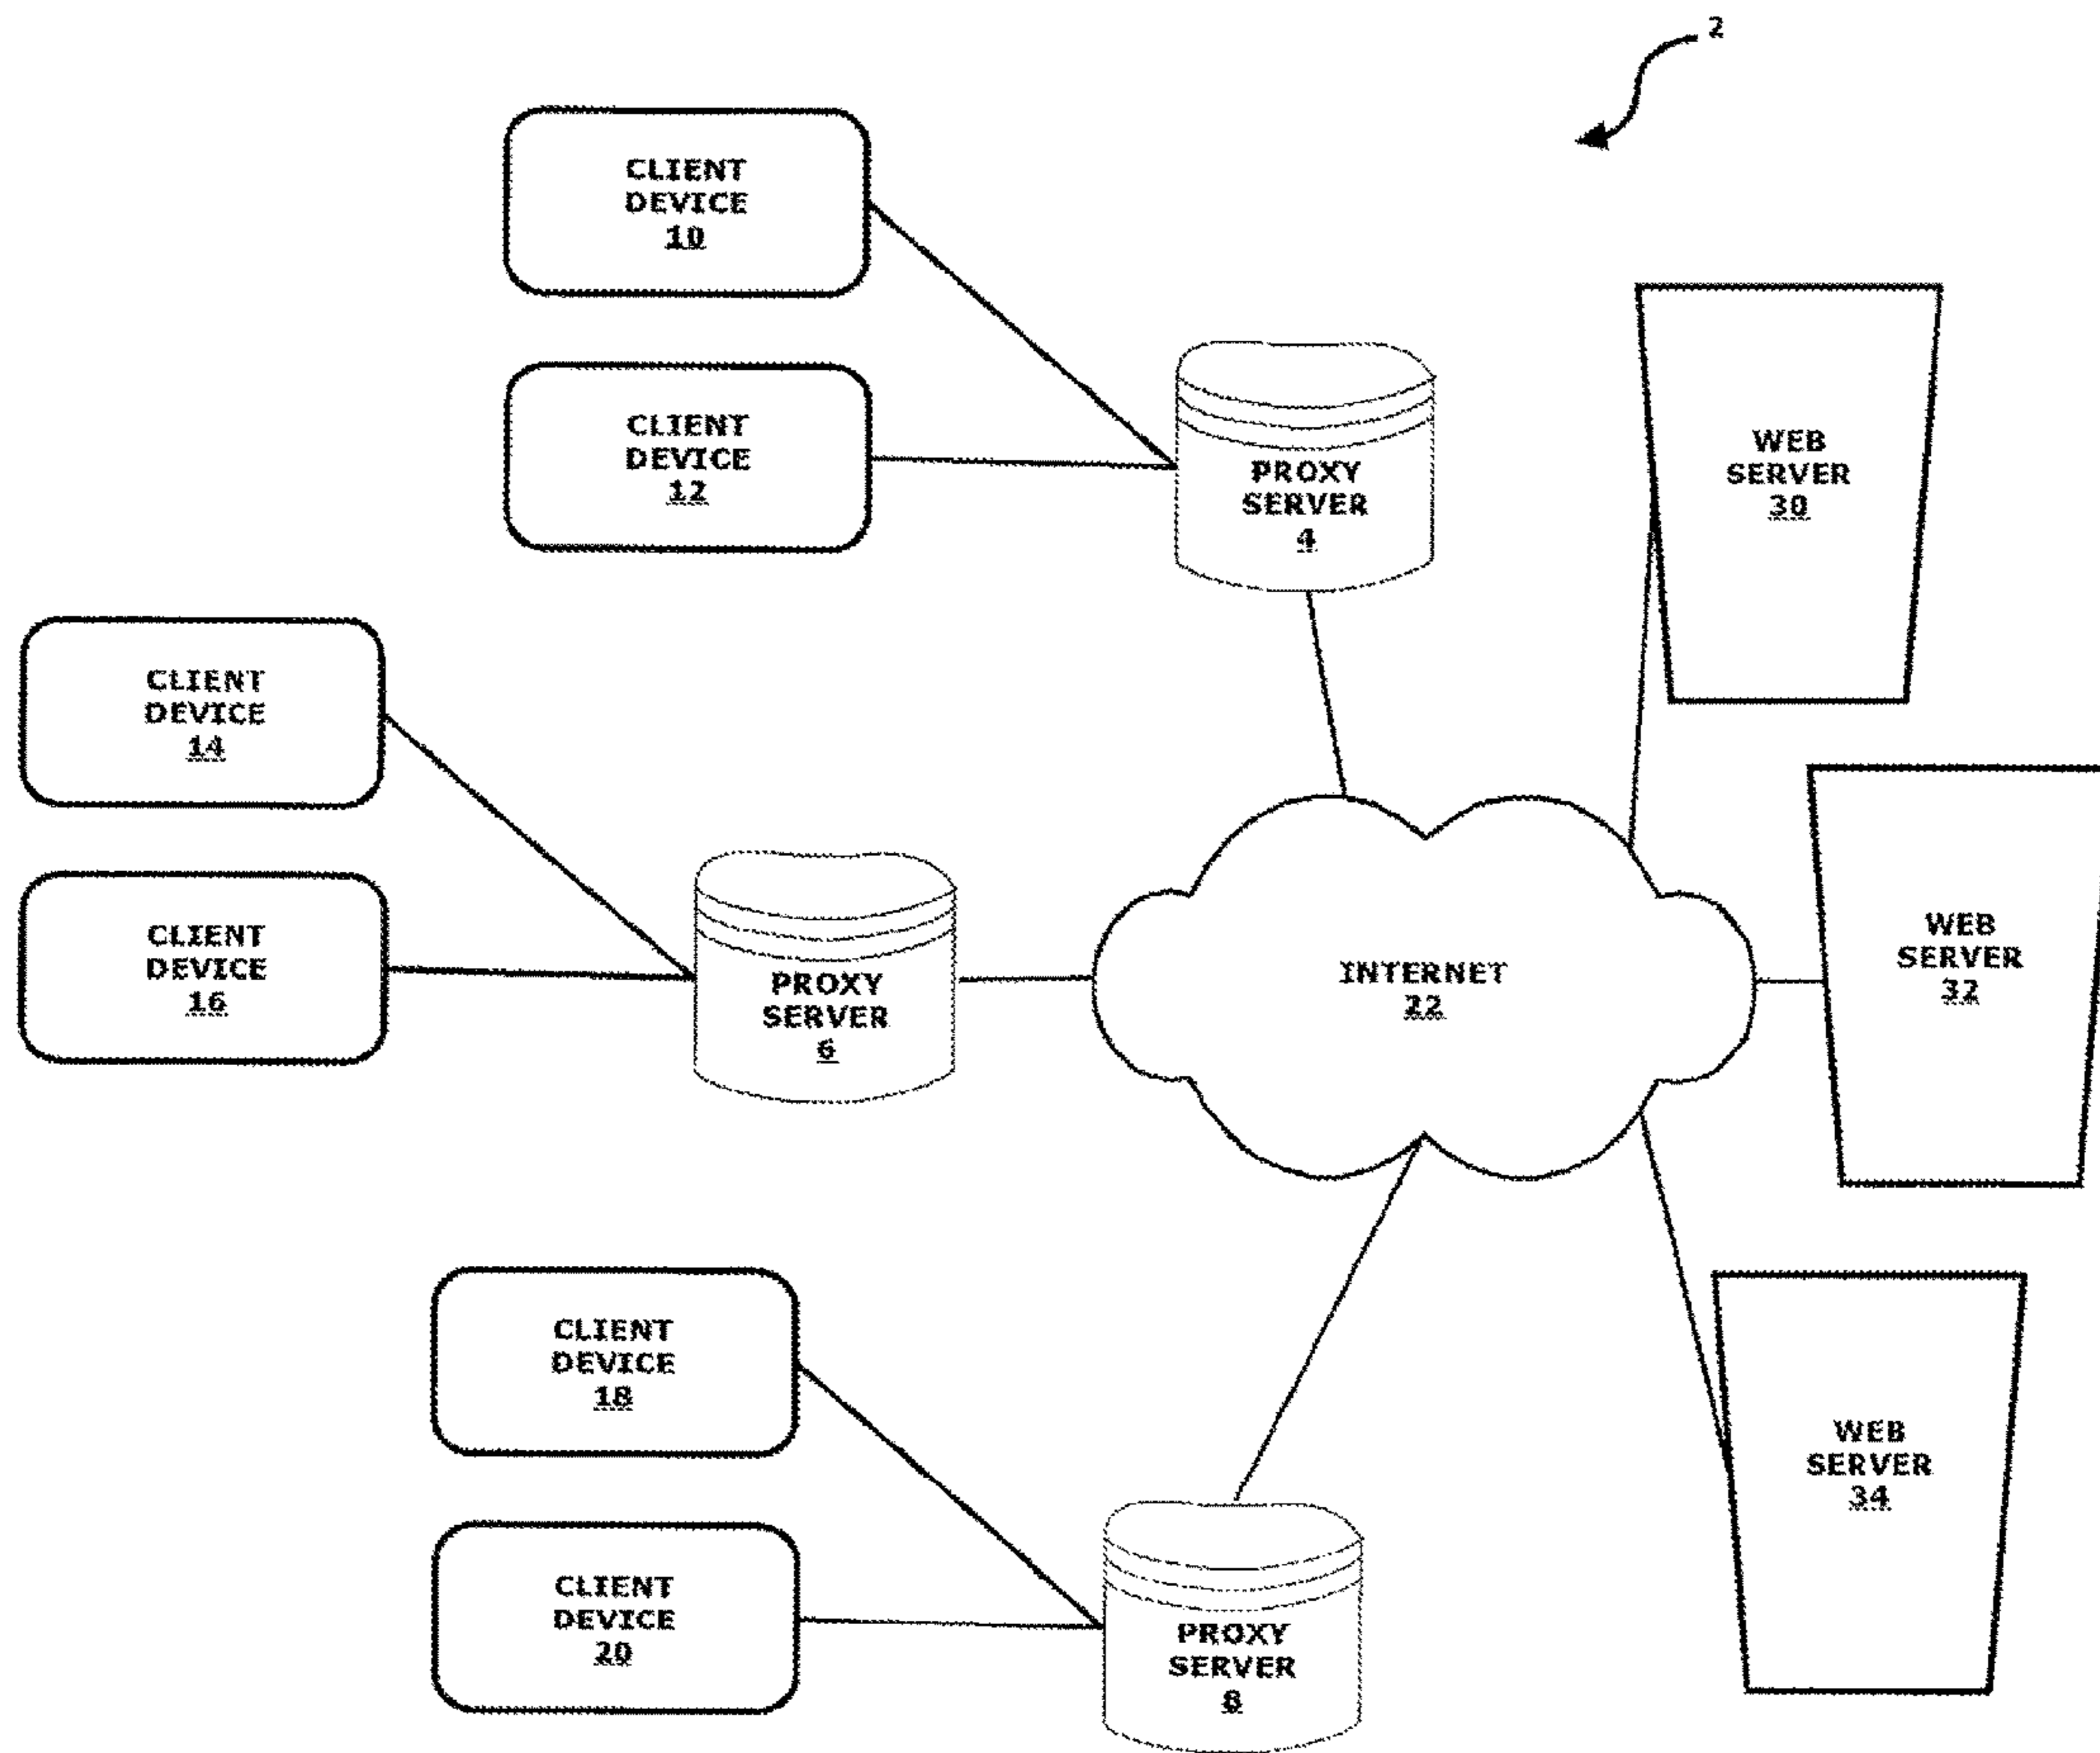 2
CLIENT
DEVICE
10
CLIENT
DEVICE
12
PROXY
SERVER
4
WEB
SERVER
30
CLIENT
DEVICE
14
CLIENT
DEVICE
16
PROXY
SERVER
6
INTERNET
22
WEB
SERVER
32
CLIENT
DEVICE
18
CLIENT
DEVICE
20
PROXY
SERVER
8
WEB
SERVER
34